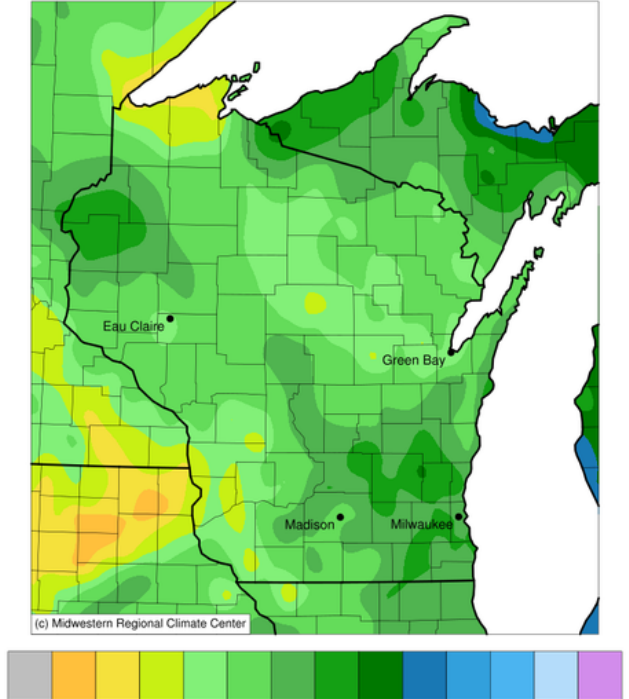 Eau Claire
Green Bay
Madison
Milwaukee
(c) Midwestern Regional Climate Center